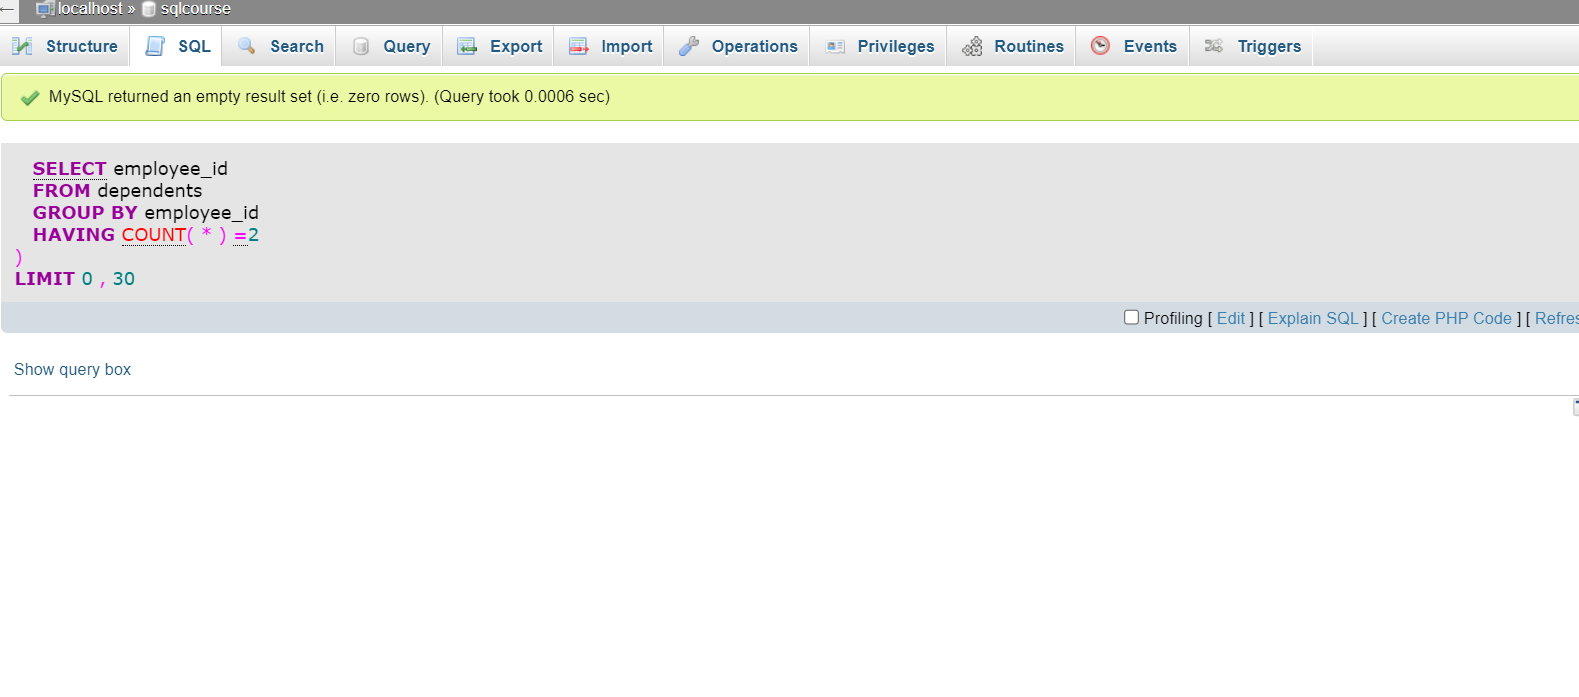 localhost » sqlcourse
Structure SQL Search Query Export Import Operations Privileges Routines Events Triggers
MySQL returned an empty result set (i.e. zero rows). (Query took 0.0006 sec)
SELECT employee_id
FROM dependents
GROUP BY employee_id
HAVING COUNT( * ) =2
)
LIMIT 0 , 30
Profiling [ Edit ] [ Explain SQL ] [ Create PHP Code ] [ Refres
Show query box